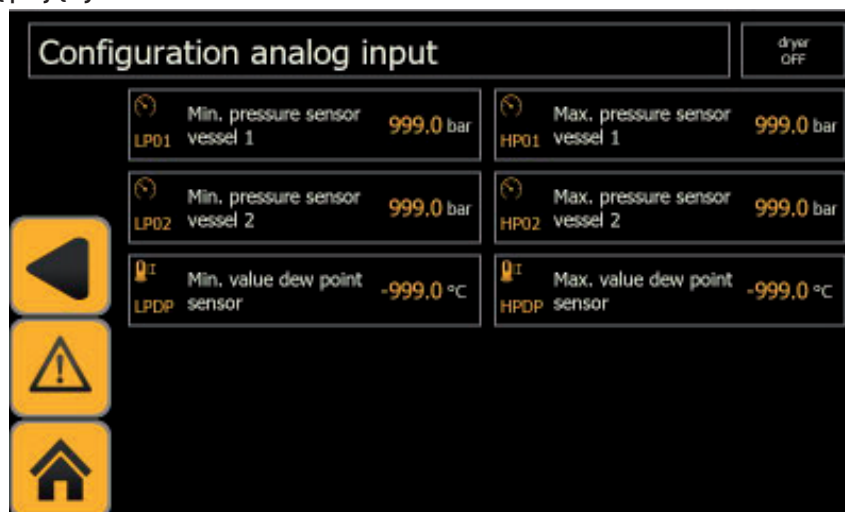 Configuration analog input
dryer
OFF
LP01
Min. pressure sensor
vessel 1
999.0 bar
HP01
Max. pressure sensor
vessel 1
999.0 bar
LP02
Min. pressure sensor
vessel 2
999.0 bar
HP02
Max. pressure sensor
vessel 2
999.0 bar
LPDP
Min. value dew point
sensor
-999.0 °C
HPDP
Max. value dew point
sensor
-999.0 °C